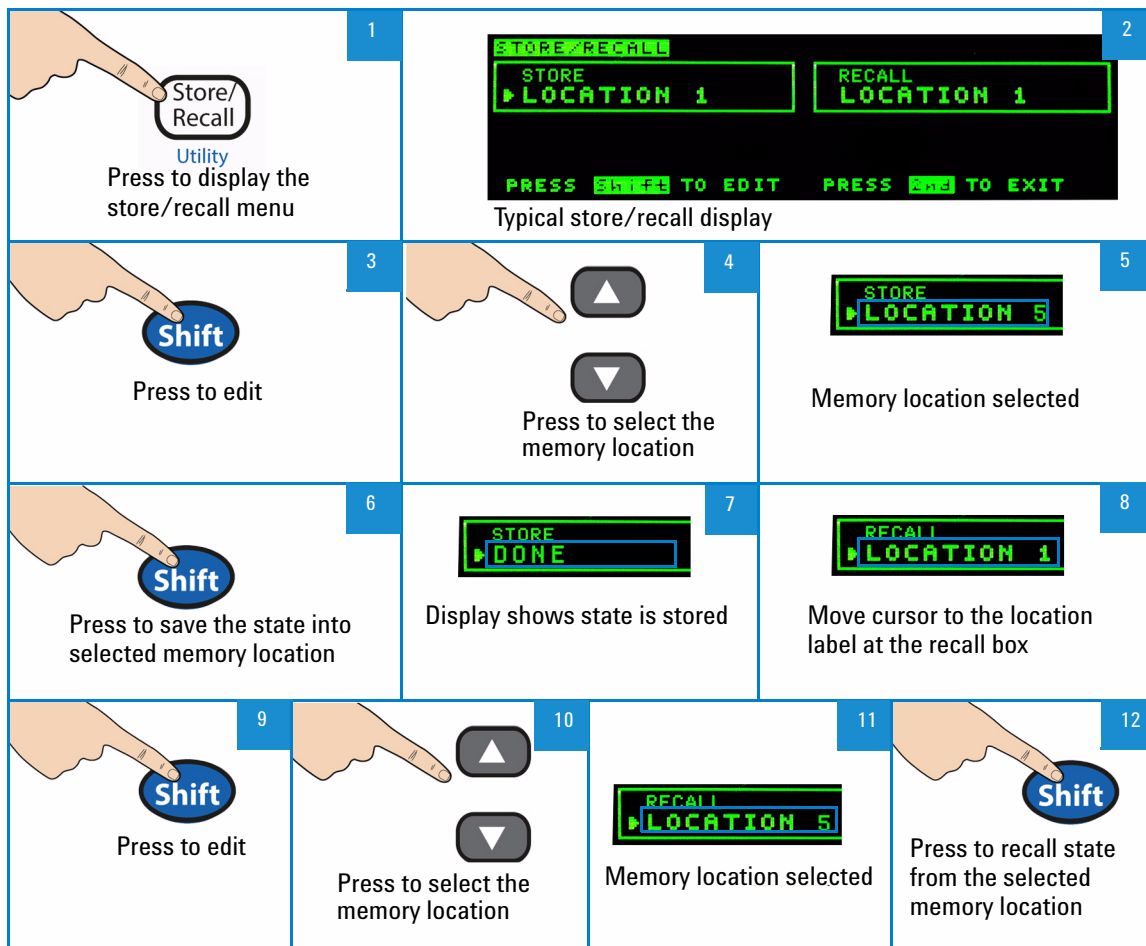 1
Store/
Recall
Utility
Press to display the
store/recall menu
2
STORE/RECALL
STORE
LOCATION 1
RECALL
LOCATION 1
PRESS Shift TO EDIT
PRESS 2nd TO EXIT
Typical store/recall display
3
Shift
Press to edit
4
Press to select the
memory location
5
STORE
LOCATION 5
Memory location selected
6
Shift
Press to save the state into
selected memory location
7
STORE
DONE
Display shows state is stored
8
RECALL
LOCATION 1
Move cursor to the location
label at the recall box
9
Shift
Press to edit
10
Press to select the
memory location
11
RECALL
LOCATION 5
Memory location selected
12
Shift
Press to recall state
from the selected
memory location